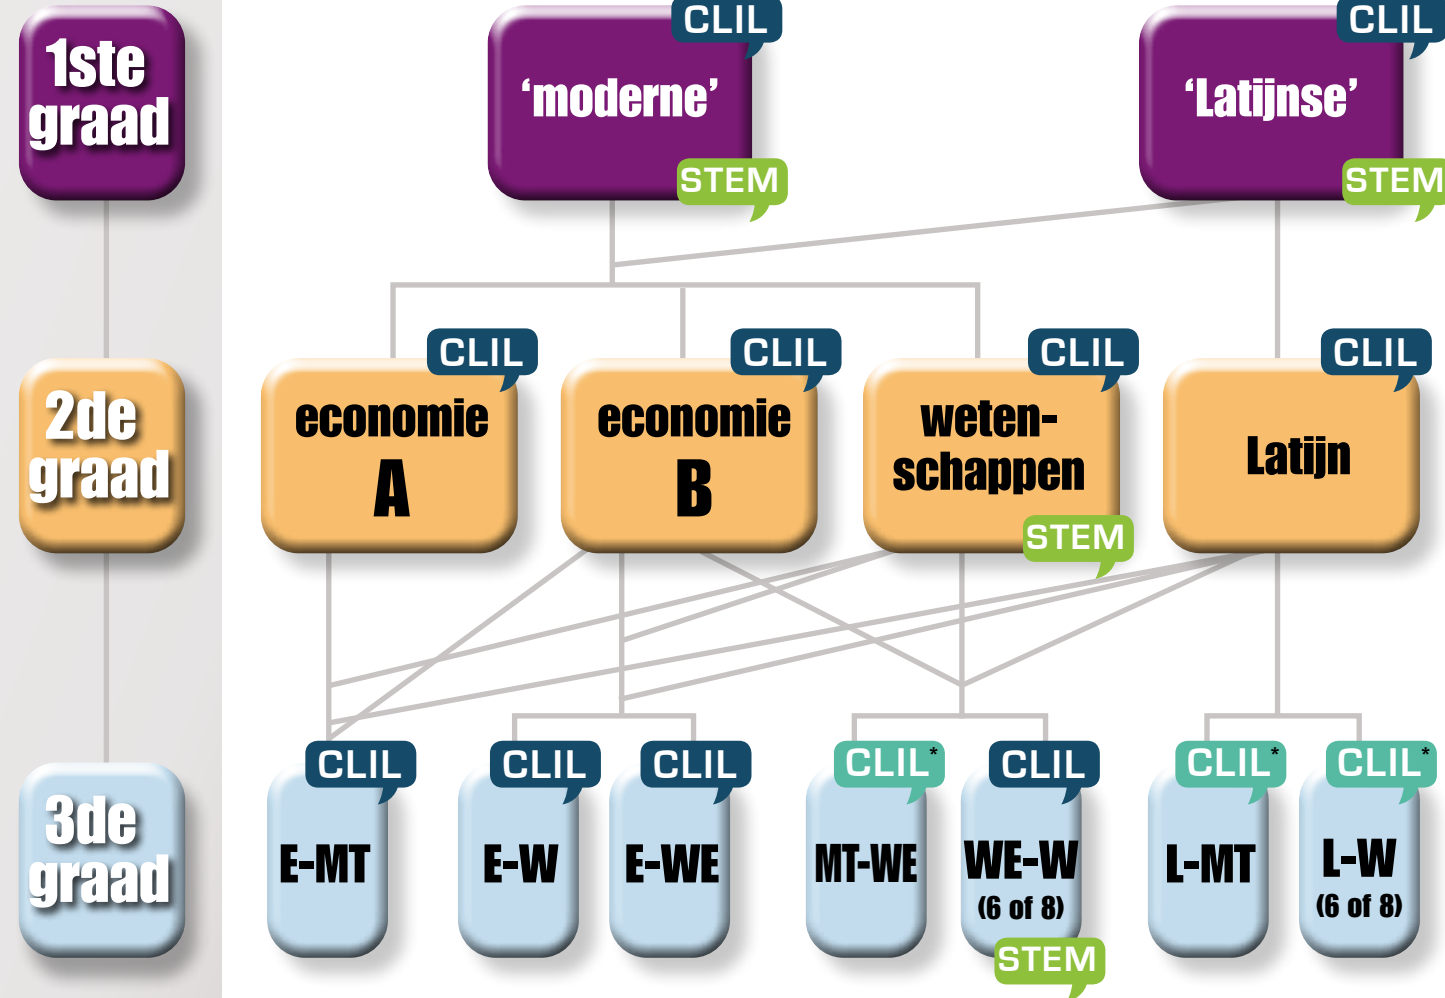 1ste
graad
CLIL
‘moderne’
STEM
CLIL
‘Latijnse’
STEM
2de
graad
CLIL
economie
A
CLIL
economie
B
CLIL
weten-
schappen
STEM
CLIL
Latijn
3de
graad
CLIL
E-MT
CLIL
E-W
CLIL
E-WE
CLIL*
MT-WE
CLIL
WE-W
(6 of 8)
STEM
CLIL*
L-MT
CLIL*
L-W
(6 of 8)